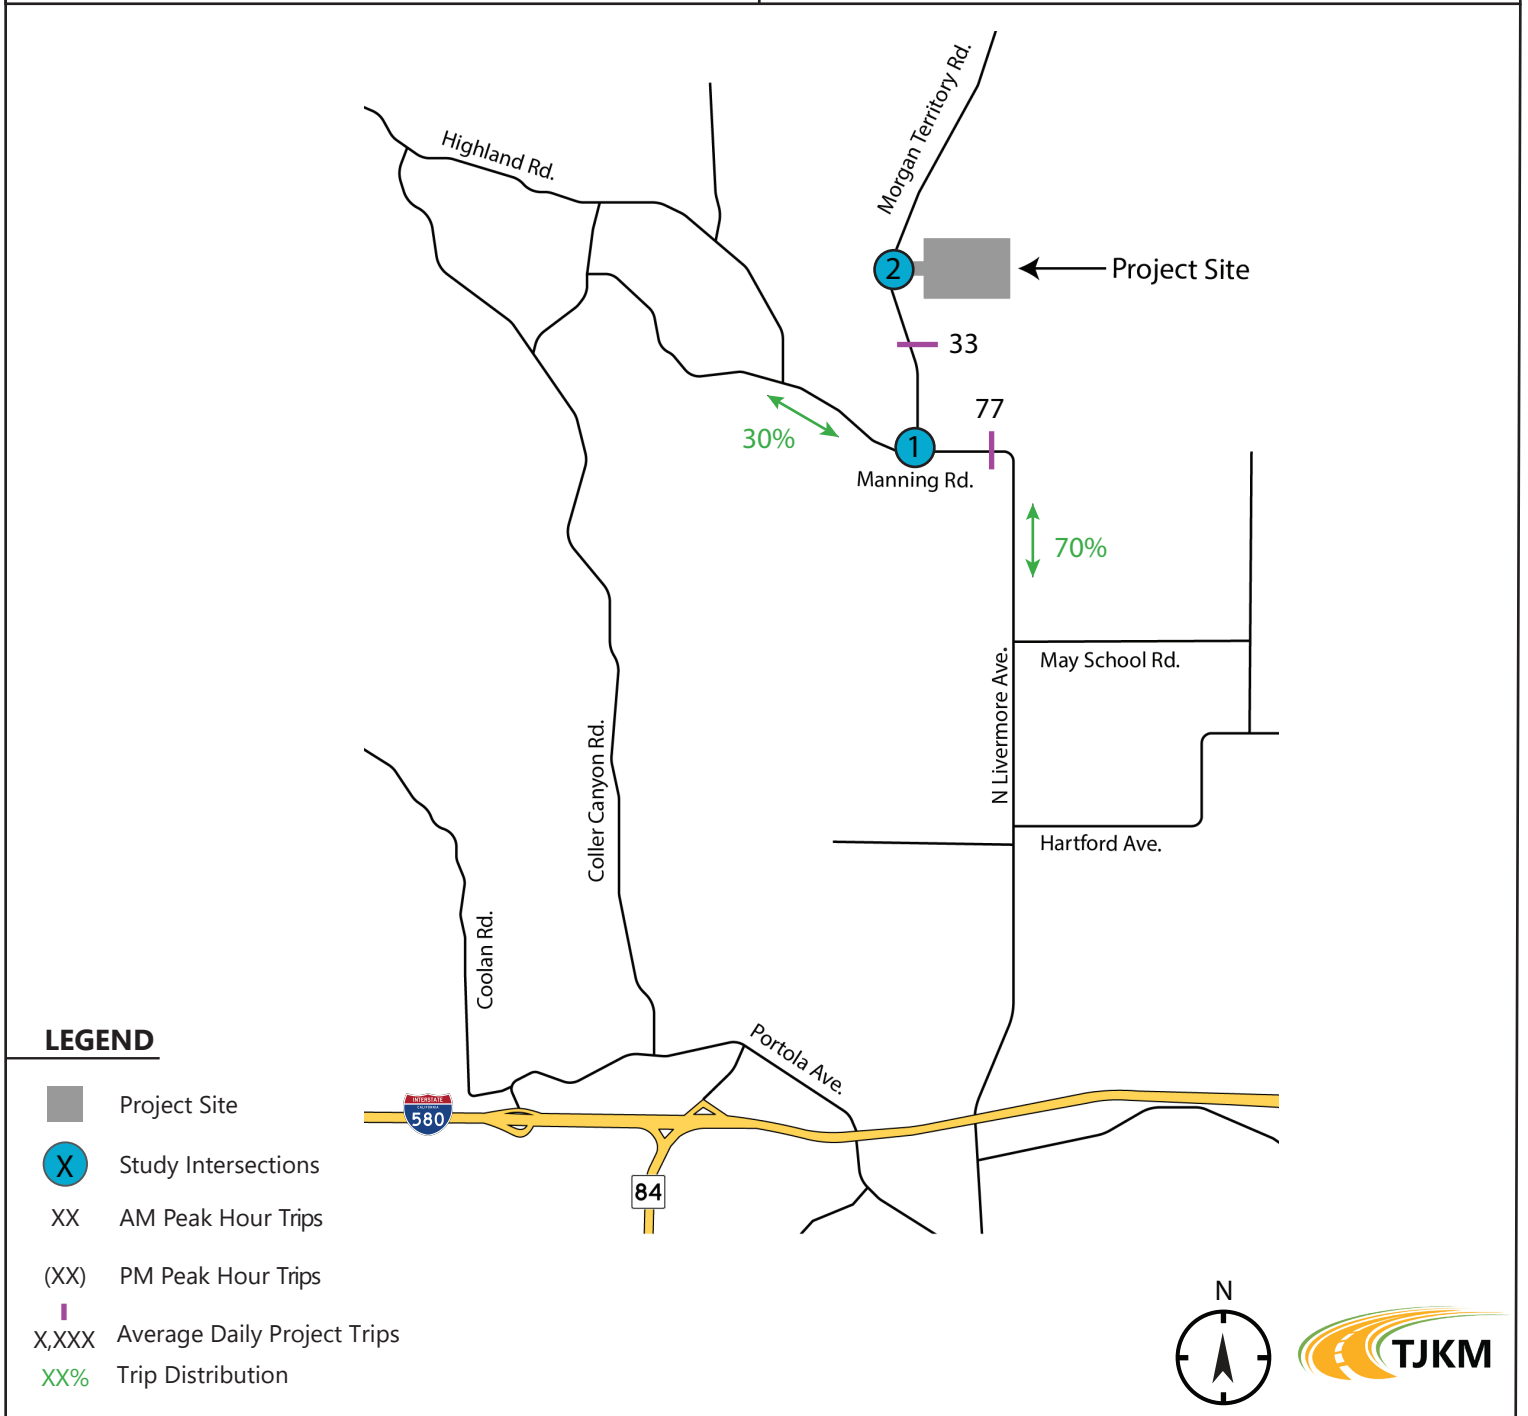 Morgan Territory Rd.
Highland Rd.
2
Project Site
33
77
30%
1
Manning Rd.
70%
May School Rd.
N Livermore Ave.
Coller Canyon Rd.
Hartford Ave.
Coolan Rd.
Portola Ave.
INTERSTATE
CALIFORNIA
580
84
LEGEND
Project Site
X Study Intersections
XX AM Peak Hour Trips
(XX) PM Peak Hour Trips
X,XXX Average Daily Project Trips
XX% Trip Distribution
N
TJKM